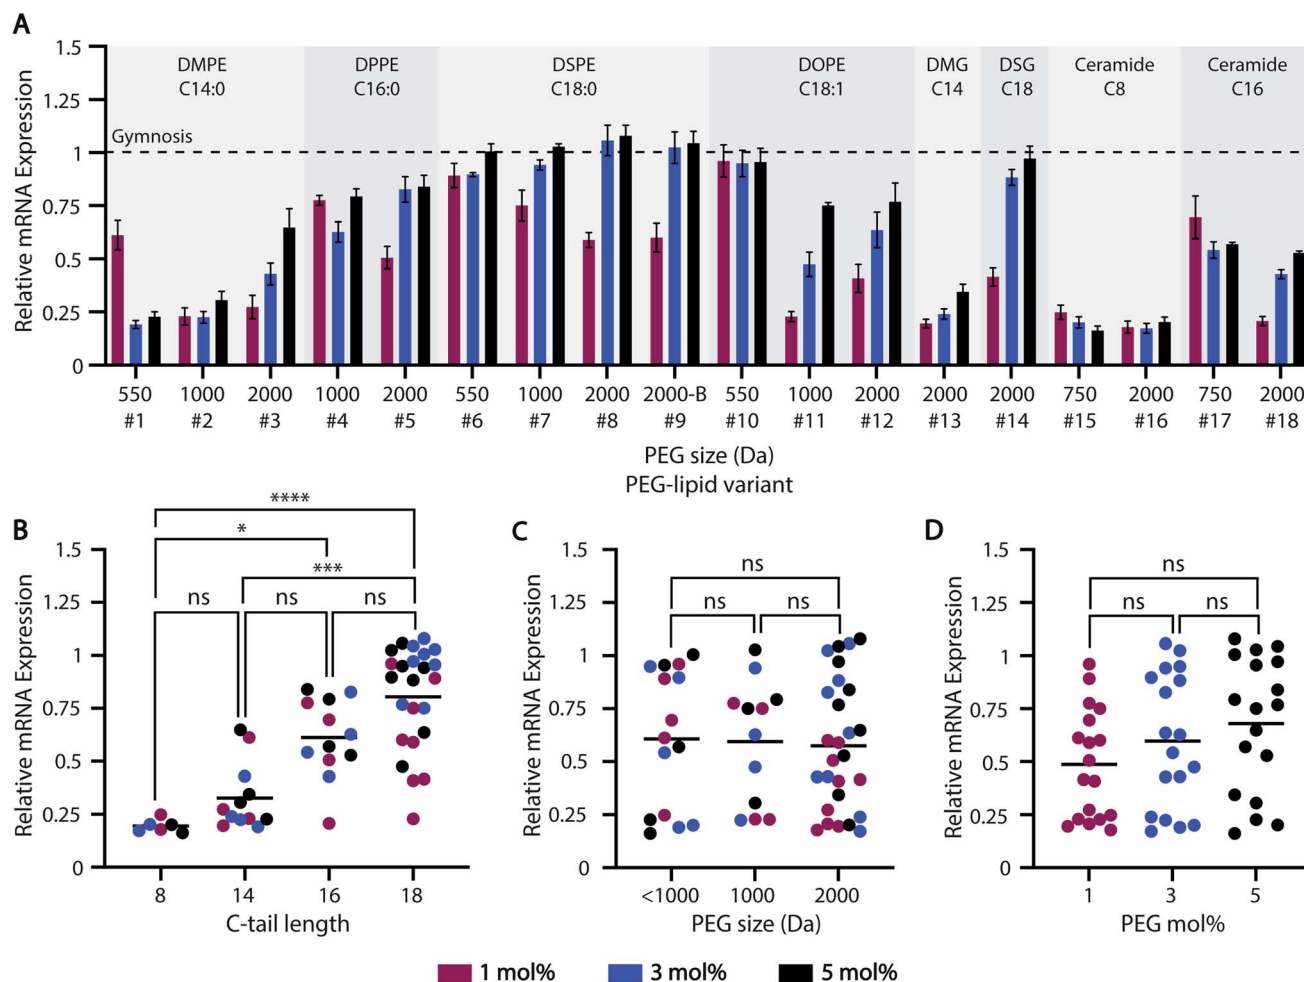 A
Relative mRNA Expression
1.5
1.25
1
0.75
0.5
0.25
0
DMPE DPPE DSPE DOPE DMG DSG Ceramide Ceramide
C14:0 C16:0 C18:0 C18:1 C14 C18 C8 C16
Gymnosis
550 1000 2000 1000 2000 550 1000 2000 2000-B 550 1000 2000 2000 2000 750 2000 750 2000
#1 #2 #3 #4 #5 #6 #7 #8 #9 #10 #11 #12 #13 #14 #15 #16 #17 #18
PEG size (Da)
PEG-lipid variant
B
Relative mRNA Expression
1.5
1.25
1
0.75
0.5
0.25
0
****
*
***
ns ns ns
8 14 16 18
C-tail length
C
Relative mRNA Expression
1.5
1.25
1
0.75
0.5
0.25
0
ns
ns ns
<1000 1000 2000
PEG size (Da)
D
Relative mRNA Expression
1.5
1.25
1
0.75
0.5
0.25
0
ns
ns ns
1 3 5
PEG mol%
1 mol% 3 mol% 5 mol%